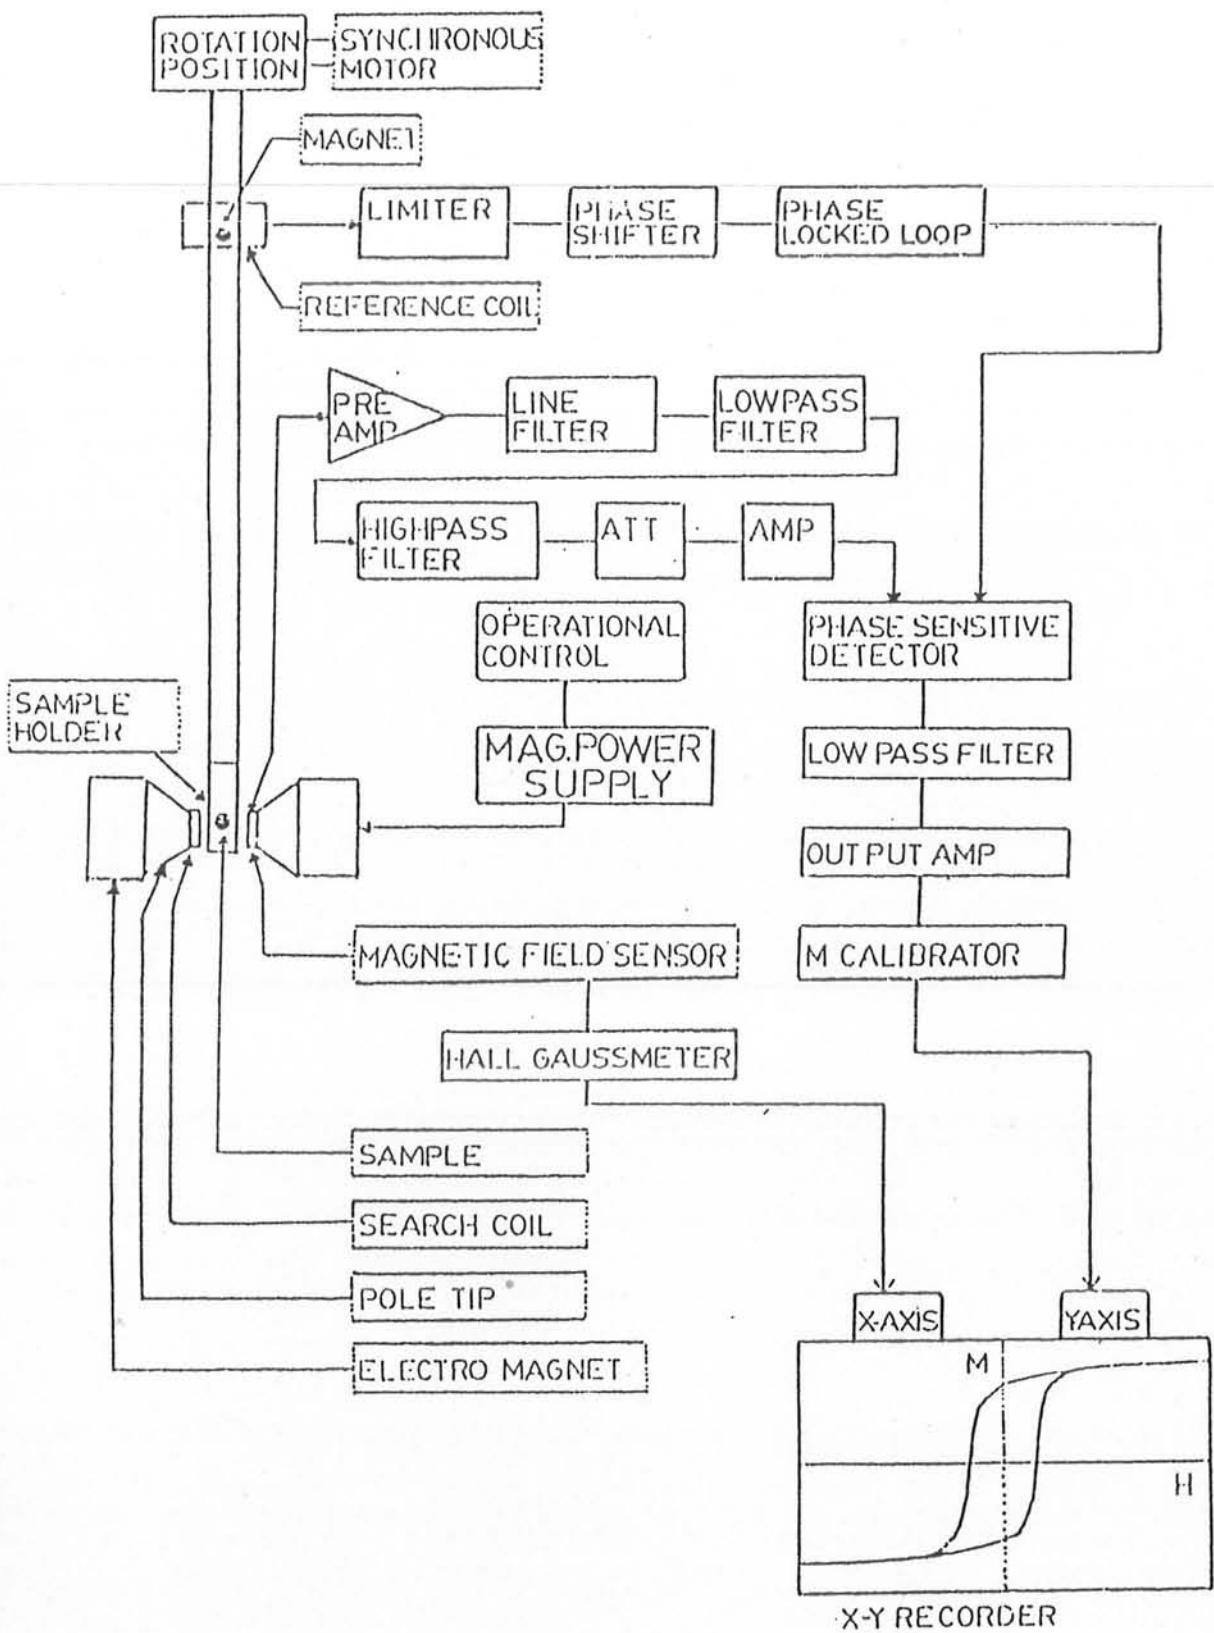 ROTATION
POSITION
SYNCHRONOUS
MOTOR
MAGNET
LIMITER
PHASE
SHIFTER
PHASE
LOCKED LOOP
REFERENCE COIL
PRE
AMP
LINE
FILTER
LOWPASS
FILTER
HIGHPASS
FILTER
ATT
AMP
OPERATIONAL
CONTROL
PHASE SENSITIVE
DETECTOR
SAMPLE
HOLDER
MAG.POWER
SUPPLY
LOW PASS FILTER
OUTPUT AMP
MAGNETIC FIELD SENSOR
M CALIBRATOR
HALL GAUSSMETER
SAMPLE
SEARCH COIL
POLE TIP
ELECTRO MAGNET
X-AXIS
YAXIS
M
H
X-Y RECORDER